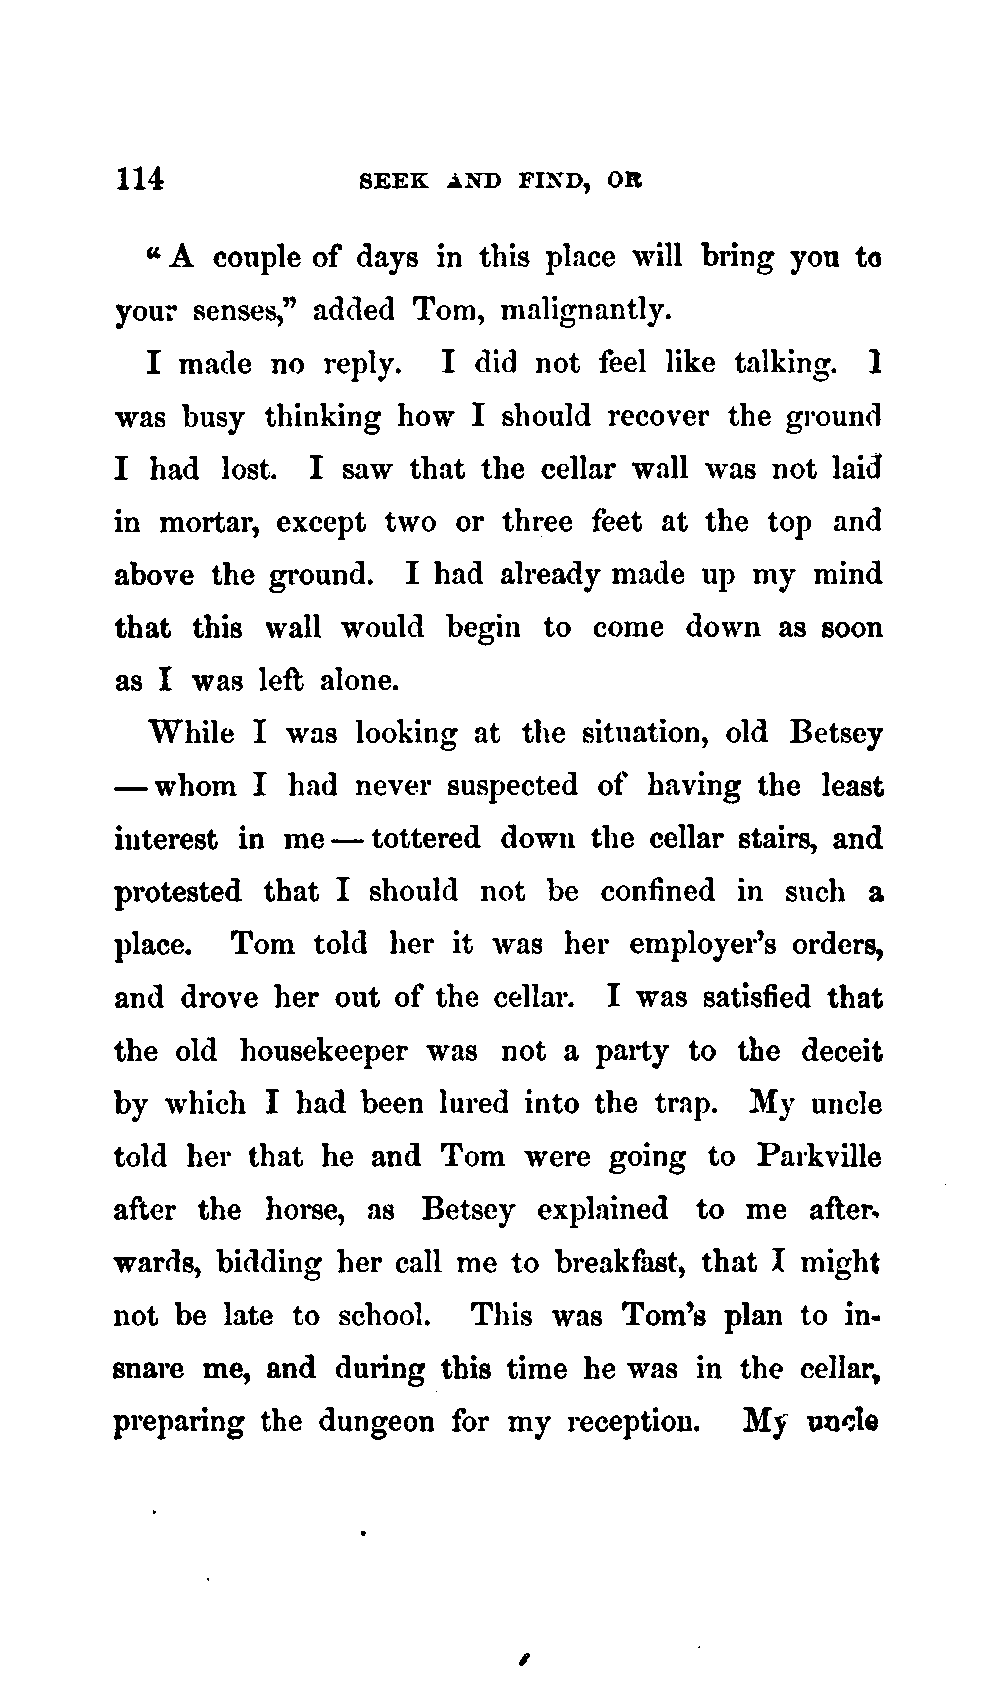 114 SEEK AND FIND, OR
“A couple of days in this place will bring you to
your senses,” added Tom, malignantly.
I made no reply. I did not feel like talking. I
was busy thinking how I should recover the ground
I had lost. I saw that the cellar wall was not laid
in mortar, except two or three feet at the top and
above the ground. I had already made up my mind
that this wall would begin to come down as soon
as I was left alone.
While I was looking at the situation, old Betsey
— whom I had never suspected of having the least
interest in me — tottered down the cellar stairs, and
protested that I should not be confined in such a
place. Tom told her it was her employer’s orders,
and drove her out of the cellar. I was satisfied that
the old housekeeper was not a party to the deceit
by which I had been lured into the trap. My uncle
told her that he and Tom were going to Parkville
after the horse, as Betsey explained to me after-
wards, bidding her call me to breakfast, that I might
not be late to school. This was Tom’s plan to in-
snare me, and during this time he was in the cellar,
preparing the dungeon for my reception. My uncle